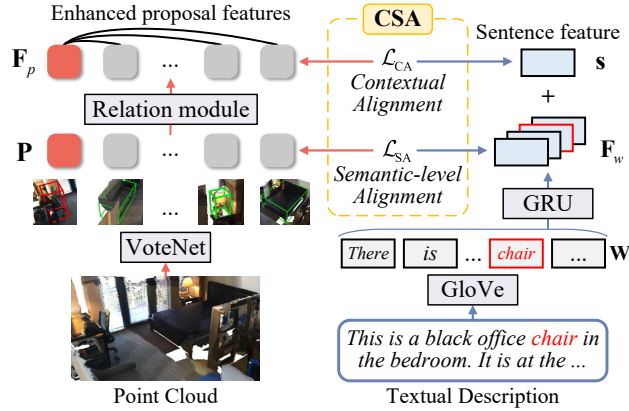 Enhanced proposal features
CSA
Sentence feature
F_p
...
L_CA
s
Contextual
Alignment
+
Relation module
P
...
L_SA
F_w
Semantic-level
Alignment
GRU
...
VoteNet
There is ... chair ... W
GloVe
This is a black office chair in
the bedroom. It is at the ...
Point Cloud
Textual Description